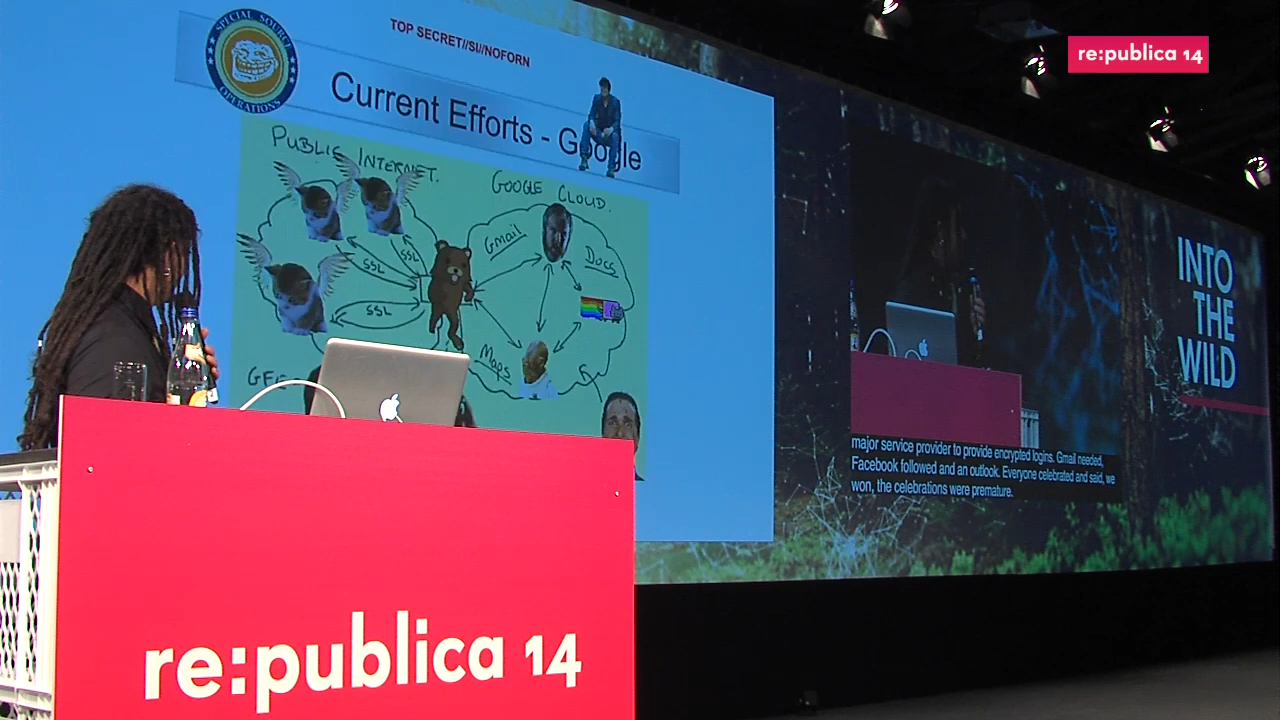 SPECIAL SOURCE
OPERATIONS
TOP SECRET//SI//NOFORN
Current Efforts - Google
PUBLIC INTERNET.
GOOGLE CLOUD.
SSL
SSL
SSL
Gmail
Docs
Maps
re:publica 14
INTO
THE
WILD
major service provider to provide encrypted logins. Gmail needed,
Facebook followed and an outlook. Everyone celebrated and said, we
won, the celebrations were premature.
re:publica 14